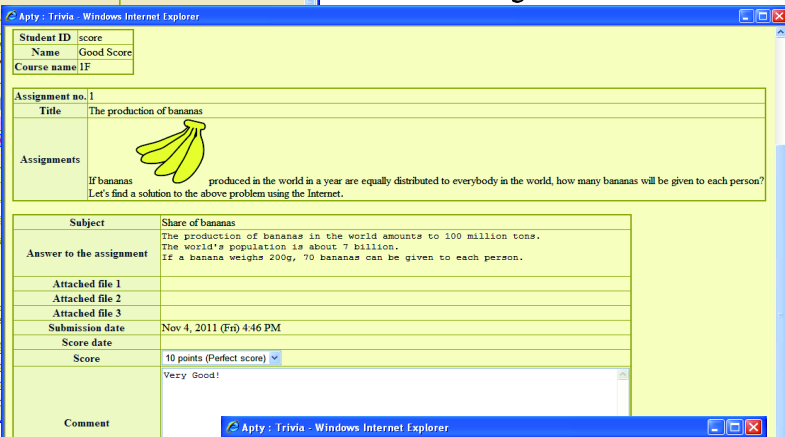 Apty : Trivia - Windows Internet Explorer
Student ID score
Name Good Score
Course name 1F
Assignment no. 1
Title The production of bananas
Assignments If bananas produced in the world in a year are equally distributed to everybody in the world, how many bananas will be given to each person?
Let's find a solution to the above problem using the Internet.
Subject Share of bananas
Answer to the assignment The production of bananas in the world amounts to 100 million tons.
The world's population is about 7 billion.
If a banana weighs 200g, 70 bananas can be given to each person.
Attached file 1
Attached file 2
Attached file 3
Submission date Nov 4, 2011 (Fri) 4:46 PM
Score date
Score 10 points (Perfect score)
Comment Very Good!
Apty : Trivia - Windows Internet Explorer